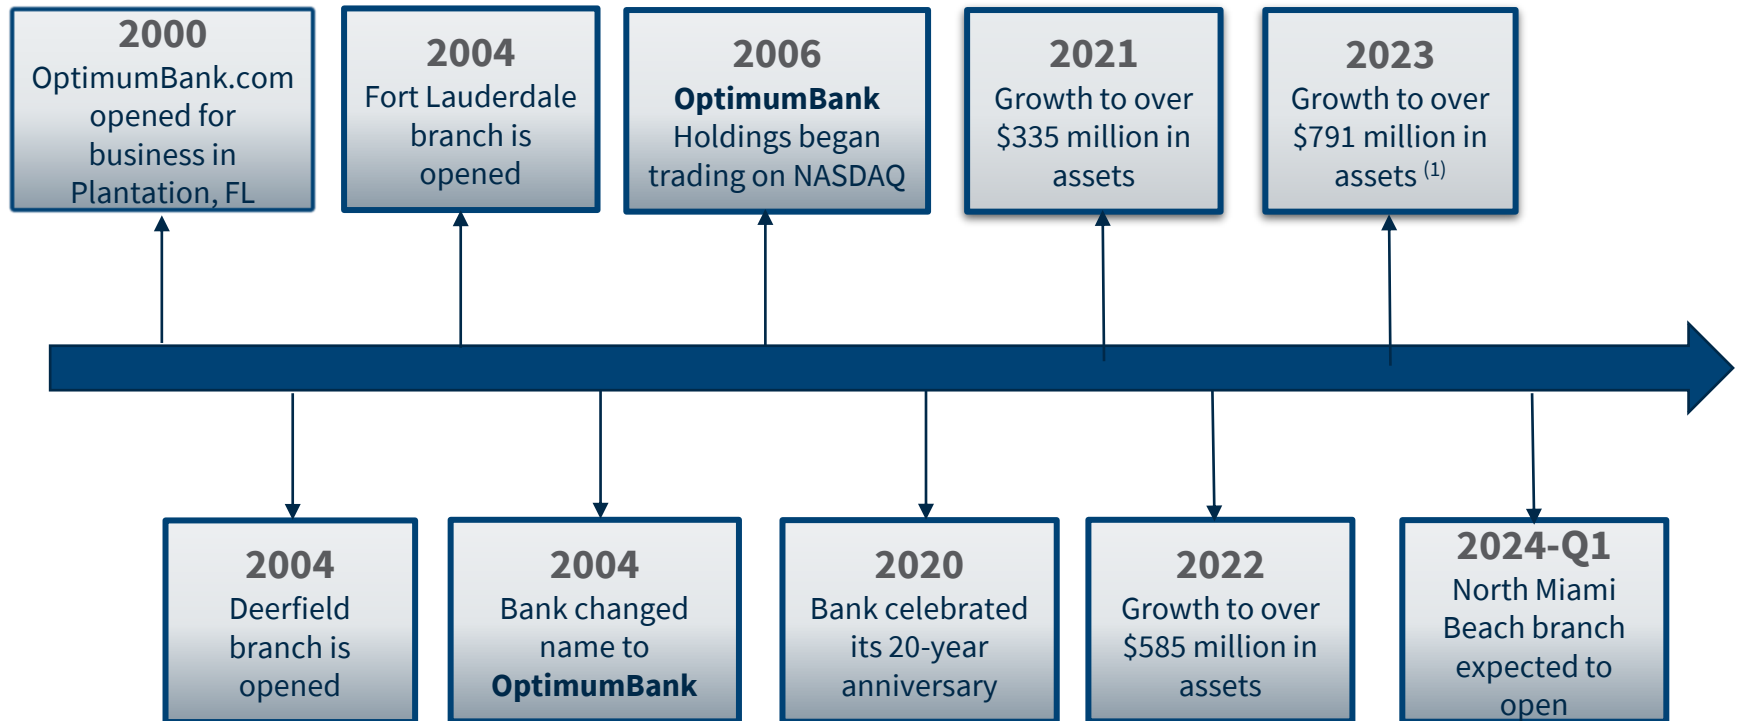 2000
OptimumBank.com
opened for
business in
Plantation, FL
2004
Fort Lauderdale
branch is
opened
2006
OptimumBank
Holdings began
trading on NASDAQ
2021
Growth to over
$335 million in
assets
2023
Growth to over
$791 million in
assets (1)
2004
Deerfield
branch is
opened
2004
Bank changed
name to
OptimumBank
2020
Bank celebrated
its 20-year
anniversary
2022
Growth to over
$585 million in
assets
2024-Q1
North Miami
Beach branch
expected to
open